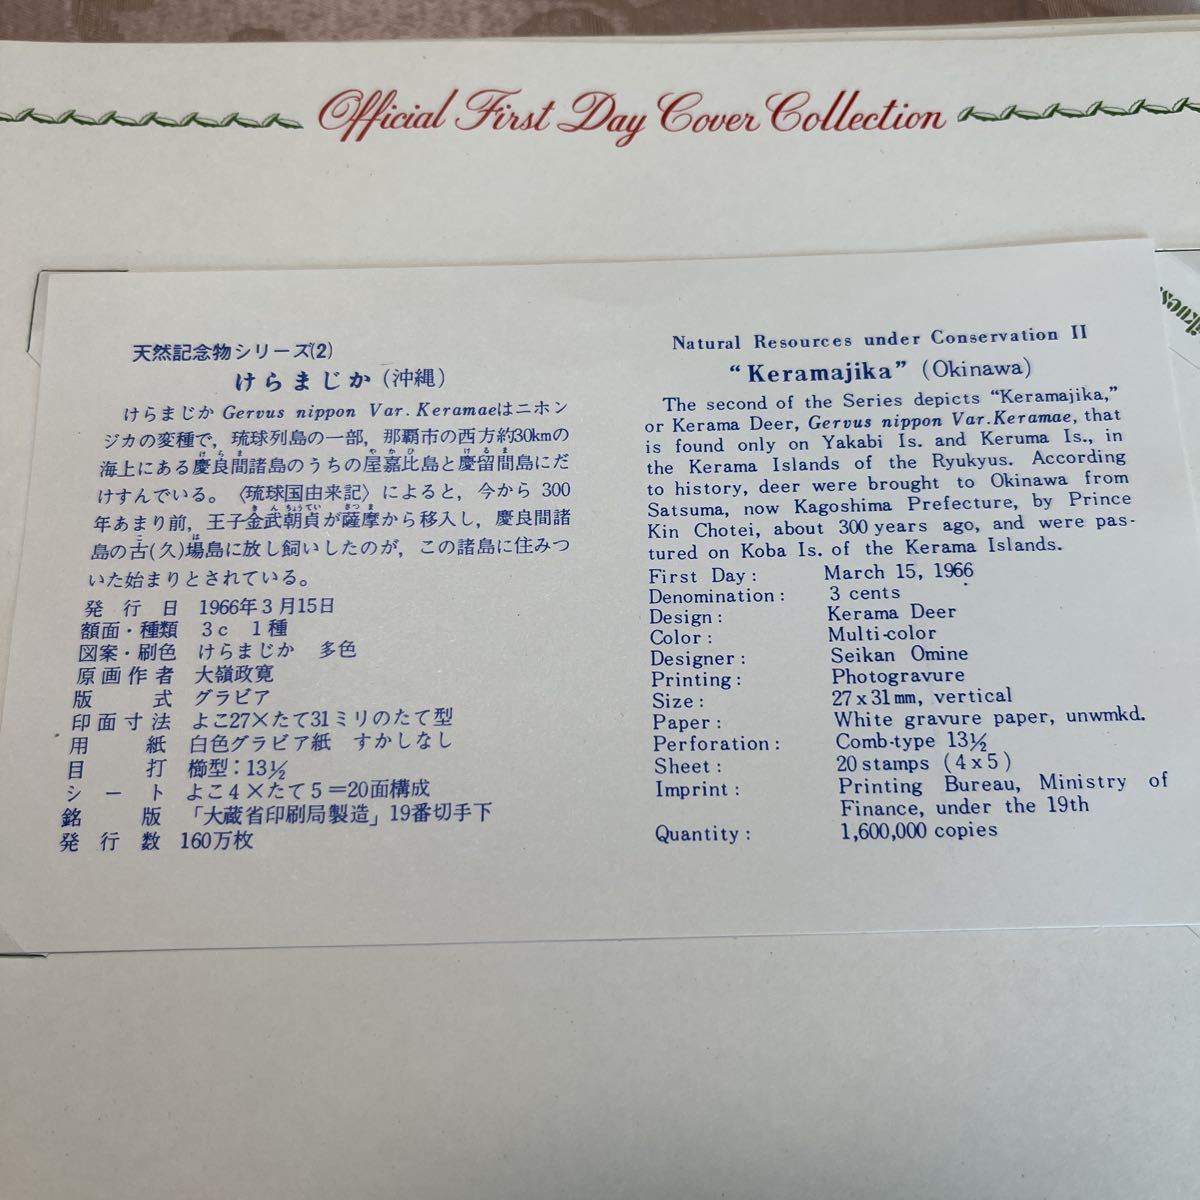 Official First Day Cover Collection
天然記念物シリーズ(2)
けらまじか(沖縄)
けらまじか Gervus nippon Var. Keramaeはニホン
ジカの変種で，琉球列島の一部，那覇市の西方約30kmの
海上にある慶良間諸島のうちの屋嘉比島と慶留間島にだ
けすんでいる。〈琉球国由来記〉によると，今から 300
年あまり前，王子金武朝貞が薩摩から移入し，慶良間諸
島の古(久)場島に放し飼いしたのが，この諸島に住みつ
いた始まりとされている。
発行日 1966年3月15日
額面・種類 3c 1種
図案・刷色 けらまじか 多色
原画作者 大嶺政寛
版式 グラビア
印面寸法 よこ27×たて31ミリのたて型
用紙 白色グラビア紙 すかしなし
目打 櫛型：13½
シート よこ4×たて5＝20面構成
銘版 「大蔵省印刷局製造」19番切手下
発行数 160万枚
Natural Resources under Conservation II
"Keramajika" (Okinawa)
The second of the Series depicts "Keramajika,"
or Kerama Deer, Gervus nippon Var. Keramae, that
is found only on Yakabi Is. and Keruma Is., in
the Kerama Islands of the Ryukyus. According
to history, deer were brought to Okinawa from
Satsuma, now Kagoshima Prefecture, by Prince
Kin Chotei, about 300 years ago, and were pas-
tured on Koba Is. of the Kerama Islands.
First Day: March 15, 1966
Denomination: 3 cents
Design: Kerama Deer
Color: Multi-color
Designer: Seikan Omine
Printing: Photogravure
Size: 27x31mm, vertical
Paper: White gravure paper, unwmkd.
Perforation: Comb-type 13½
Sheet: 20 stamps (4x5)
Imprint: Printing Bureau, Ministry of
Finance, under the 19th
Quantity: 1,600,000 copies